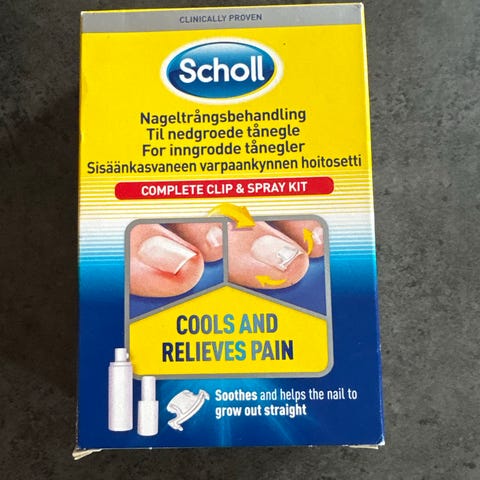 CLINICALLY PROVEN
Scholl
Nageltrångsbehandling
Til nedgroede tånegle
For inngrodde tånegler
Sisäänkasvaneen varpaankynnen hoitosetti
COMPLETE CLIP & SPRAY KIT
COOLS AND
RELIEVES PAIN
Soothes and helps the nail to
grow out straight